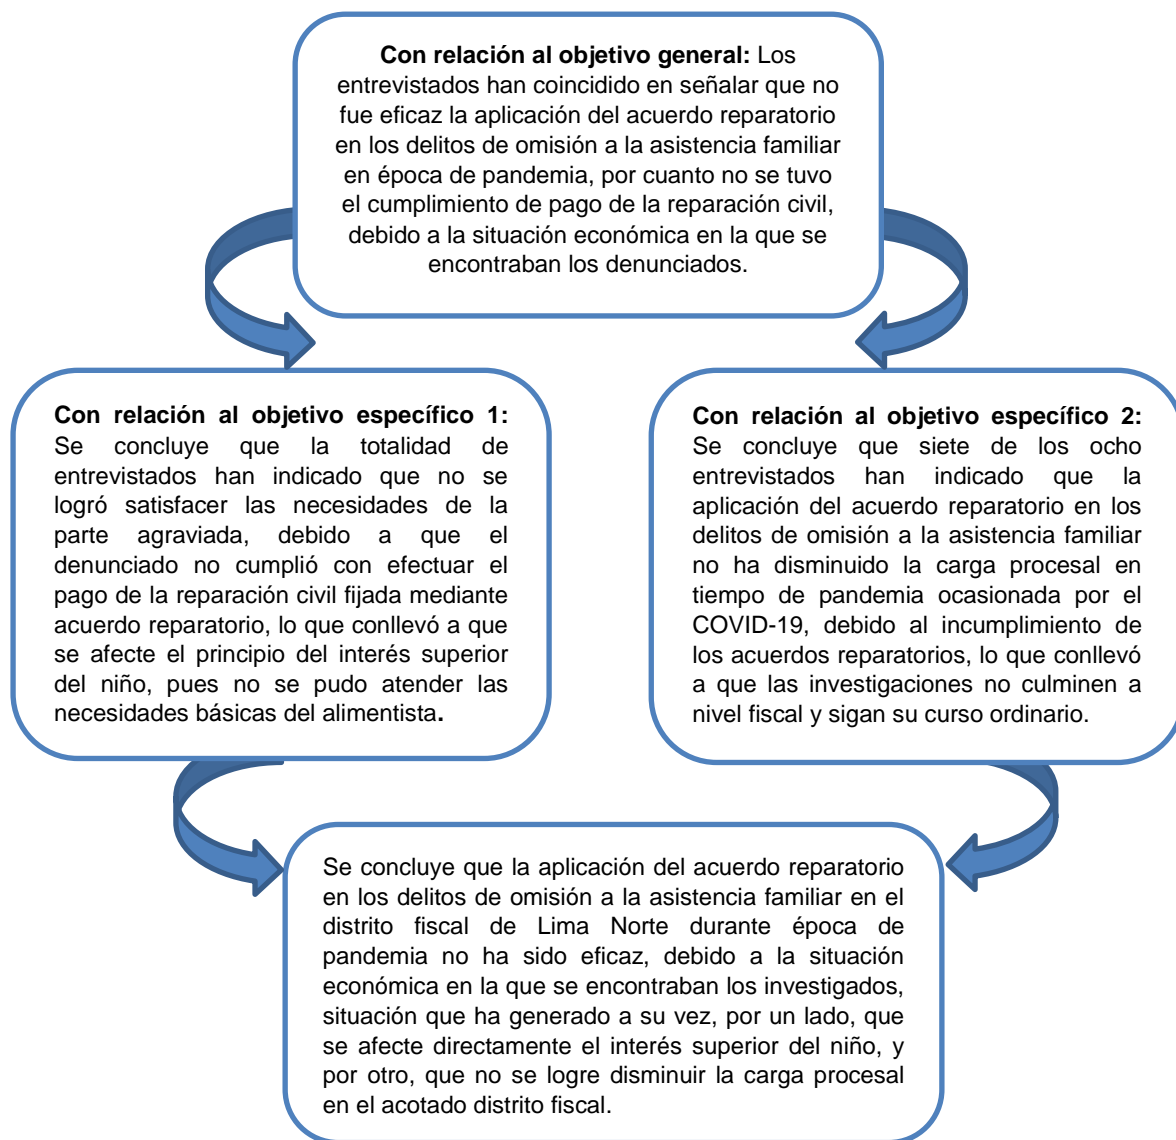 Con relación al objetivo general: Los
entrevistados han coincidido en señalar que no
fue eficaz la aplicación del acuerdo reparatorio
en los delitos de omisión a la asistencia familiar
en época de pandemia, por cuanto no se tuvo
el cumplimiento de pago de la reparación civil,
debido a la situación económica en la que se
encontraban los denunciados.
Con relación al objetivo específico 1:
Se concluye que la totalidad de
entrevistados han indicado que no se
logró satisfacer las necesidades de la
parte agraviada, debido a que el
denunciado no cumplió con efectuar el
pago de la reparación civil fijada mediante
acuerdo reparatorio, lo que conllevó a que
se afecte el principio del interés superior
del niño, pues no se pudo atender las
necesidades básicas del alimentista.
Con relación al objetivo específico 2:
Se concluye que siete de los ocho
entrevistados han indicado que la
aplicación del acuerdo reparatorio en los
delitos de omisión a la asistencia familiar
no ha disminuido la carga procesal en
tiempo de pandemia ocasionada por el
COVID-19, debido al incumplimiento de
los acuerdos reparatorios, lo que conllevó
a que las investigaciones no culminen a
nivel fiscal y sigan su curso ordinario.
Se concluye que la aplicación del acuerdo reparatorio
en los delitos de omisión a la asistencia familiar en el
distrito fiscal de Lima Norte durante época de
pandemia no ha sido eficaz, debido a la situación
económica en la que se encontraban los investigados,
situación que ha generado a su vez, por un lado, que
se afecte directamente el interés superior del niño, y
por otro, que no se logre disminuir la carga procesal
en el acotado distrito fiscal.